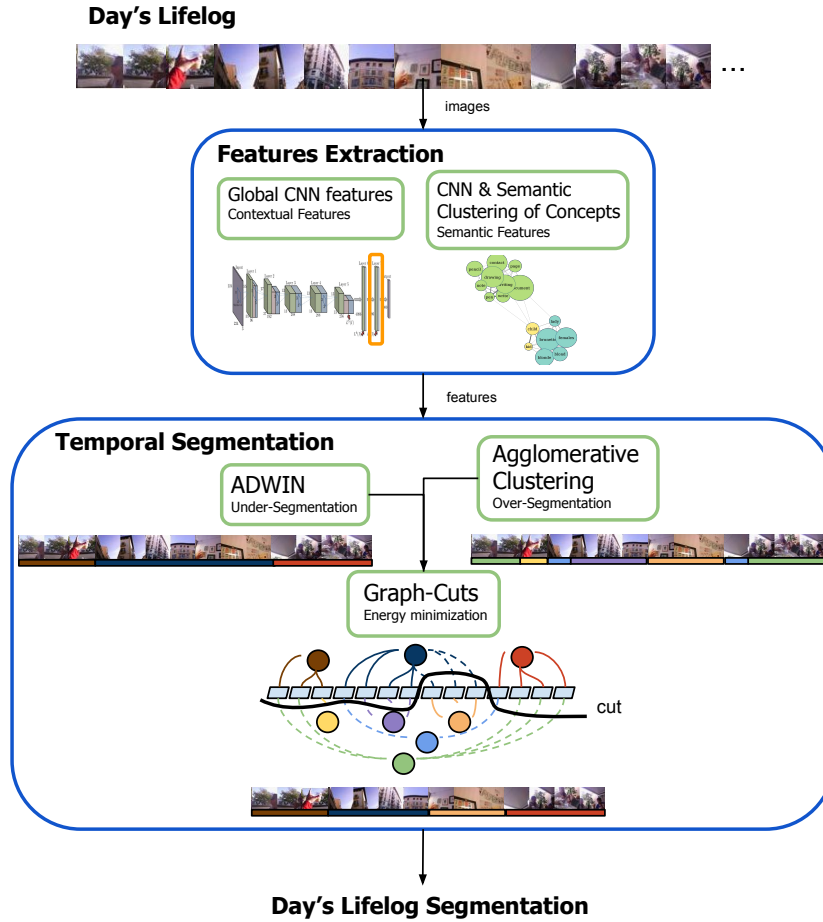 Day's Lifelog
...
images
Features Extraction
Global CNN features
Contextual Features
CNN & Semantic
Clustering of Concepts
Semantic Features
features
Temporal Segmentation
ADWIN
Under-Segmentation
Agglomerative
Clustering
Over-Segmentation
Graph-Cuts
Energy minimization
cut
Day's Lifelog Segmentation